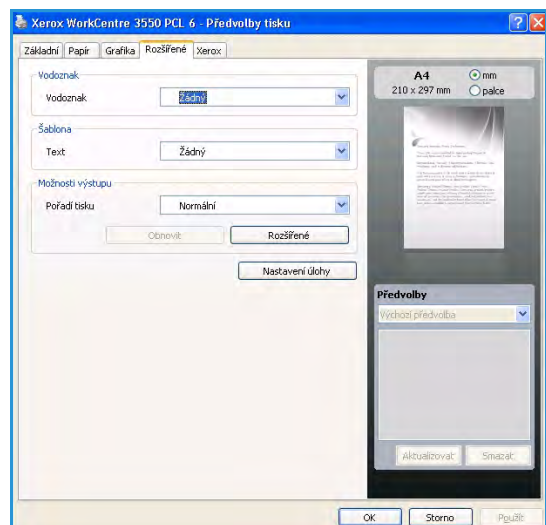 Xerox WorkCentre 3550 PCL 6 - Předvolby tisku
Základní Papír Grafika Rozšířené Xerox
Vodoznak
Vodoznak Žádný
Šablona
Text Žádný
Možnosti výstupu
Pořadí tisku Normální
Obnovit Rozšířené
Nastavení úlohy
A4
210 x 297 mm
mm
palce
Předvolby
Výchozí předvolba
Aktualizovat Smazat
OK Storno Použít